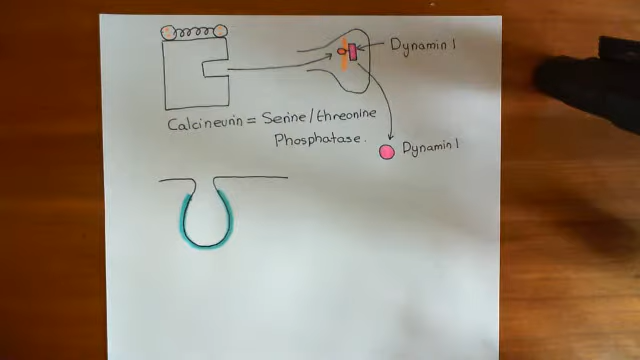 Dynamin 1
Calcineurin = Serine/threonine
Phosphatase.
Dynamin 1